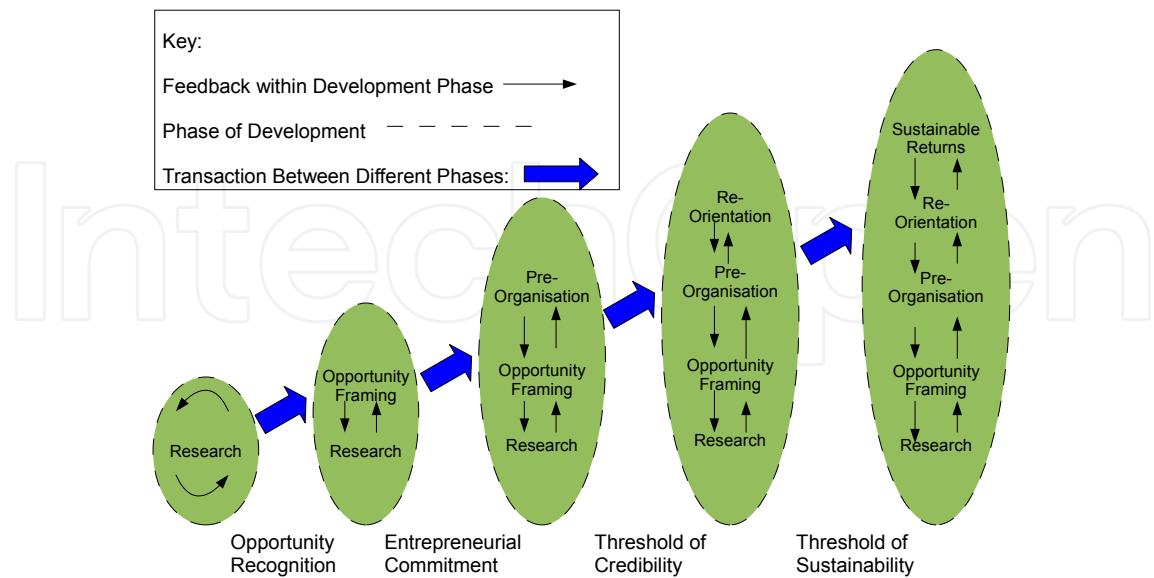 Key:
Feedback within Development Phase
Phase of Development
Transaction Between Different Phases:
IntechOpen
Research
Opportunity
Framing
Research
Pre-
Organisation
Opportunity
Framing
Research
Re-
Orientation
Pre-
Organisation
Opportunity
Framing
Research
Sustainable
Returns
Re-
Orientation
Pre-
Organisation
Opportunity
Framing
Research
Opportunity
Recognition
Entrepreneurial
Commitment
Threshold of
Credibility
Threshold of
Sustainability